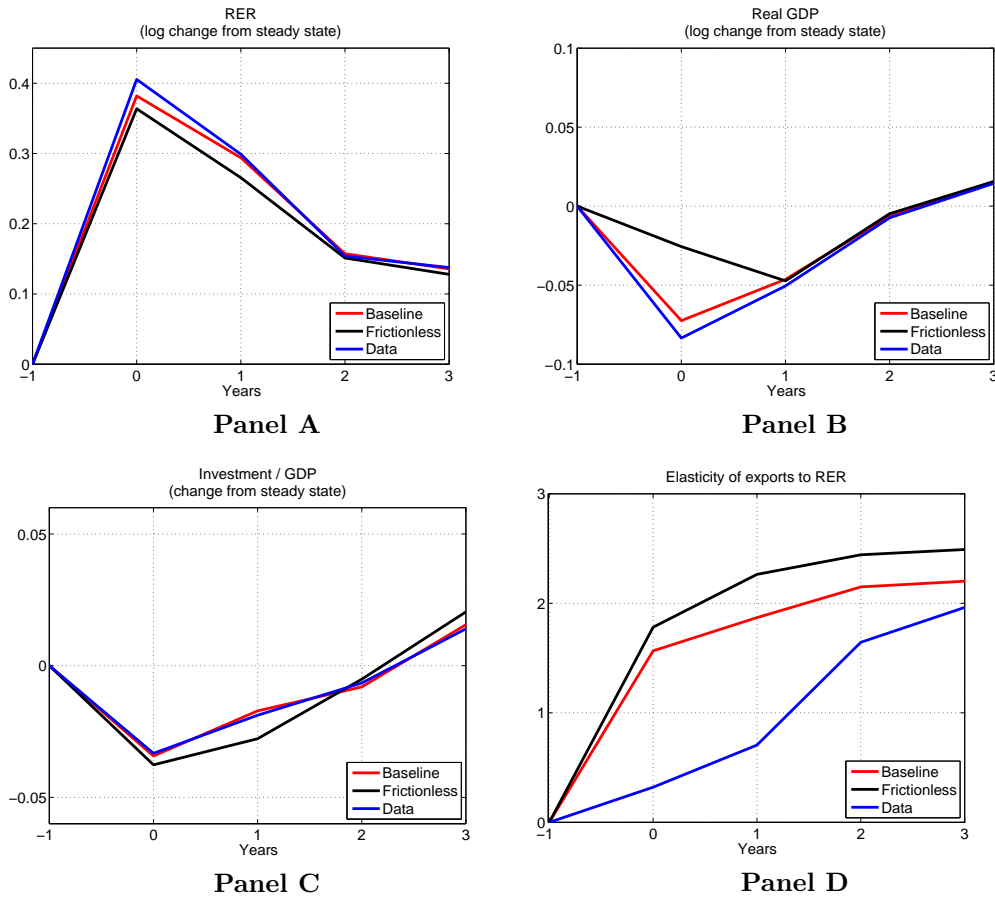 RER
(log change from steady state)
0.4
0.3
0.2
0.1
0
−1 0 1 2 3
Years
Baseline
Frictionless
Data
Panel A
Real GDP
(log change from steady state)
0.1
0.05
0
−0.05
−0.1
−1 0 1 2 3
Years
Baseline
Frictionless
Data
Panel B
Investment / GDP
(change from steady state)
0.05
0
−0.05
−1 0 1 2 3
Years
Baseline
Frictionless
Data
Panel C
Elasticity of exports to RER
3
2
1
0
−1 0 1 2 3
Years
Baseline
Frictionless
Data
Panel D